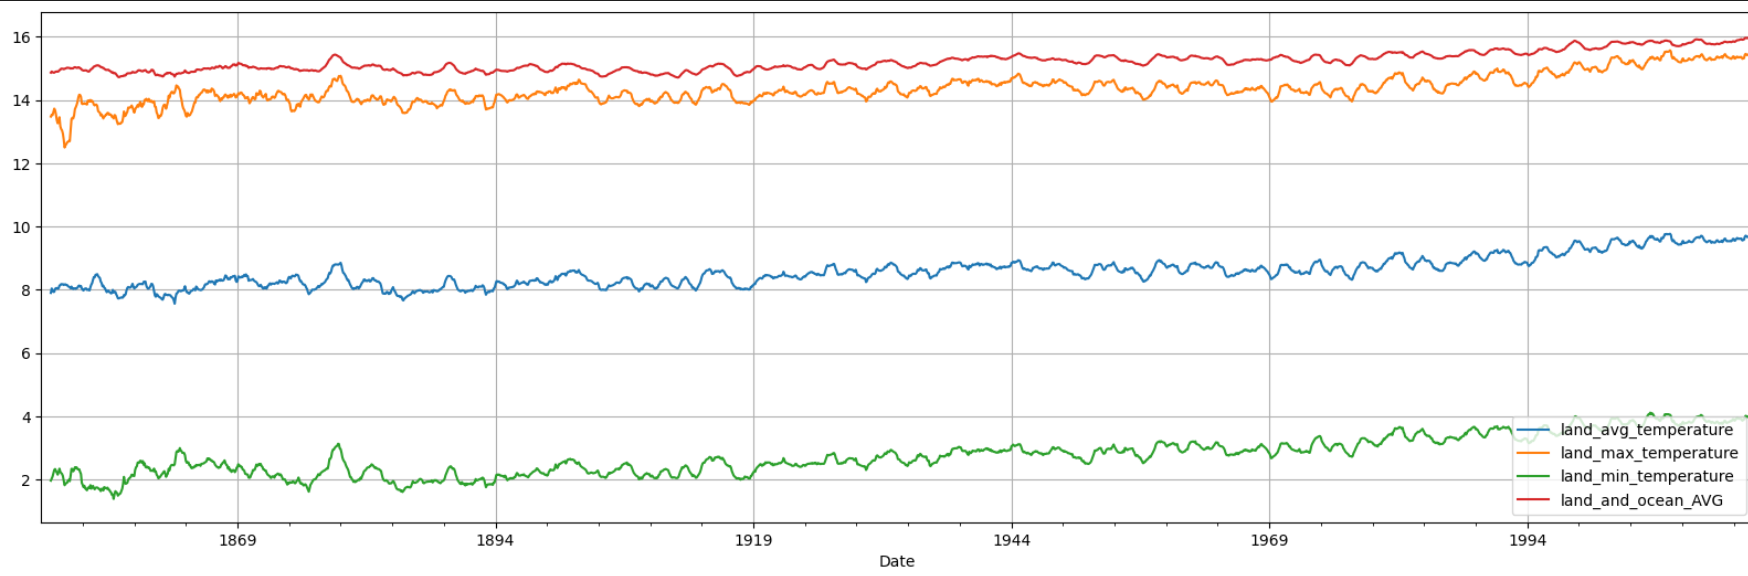 16
14
12
10
8
6
4
2
1869 1894 1919 1944 1969 1994
Date
land_avg_temperature
land_max_temperature
land_min_temperature
land_and_ocean_AVG